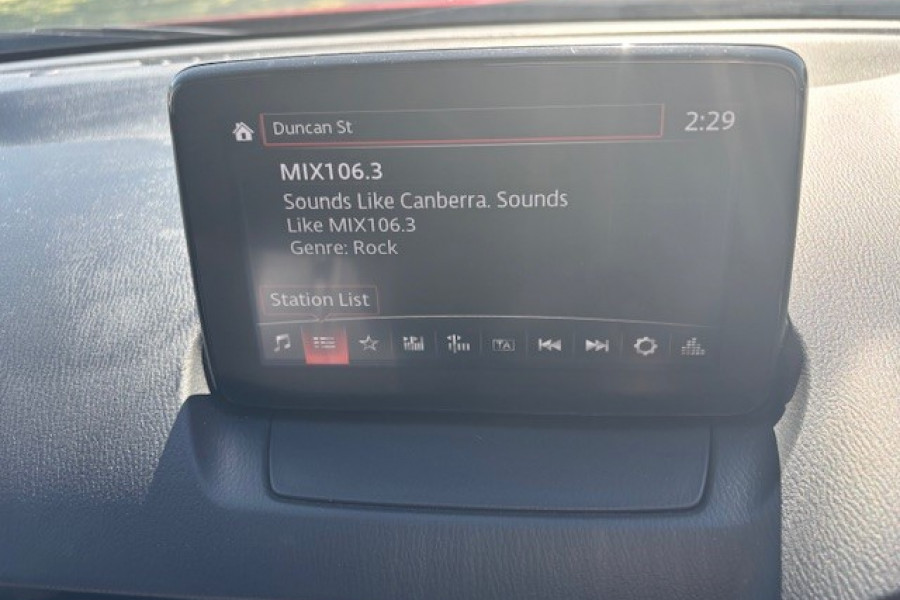 Duncan St
2:29
MIX106.3
Sounds Like Canberra. Sounds
Like MIX106.3
Genre: Rock
Station List
TA